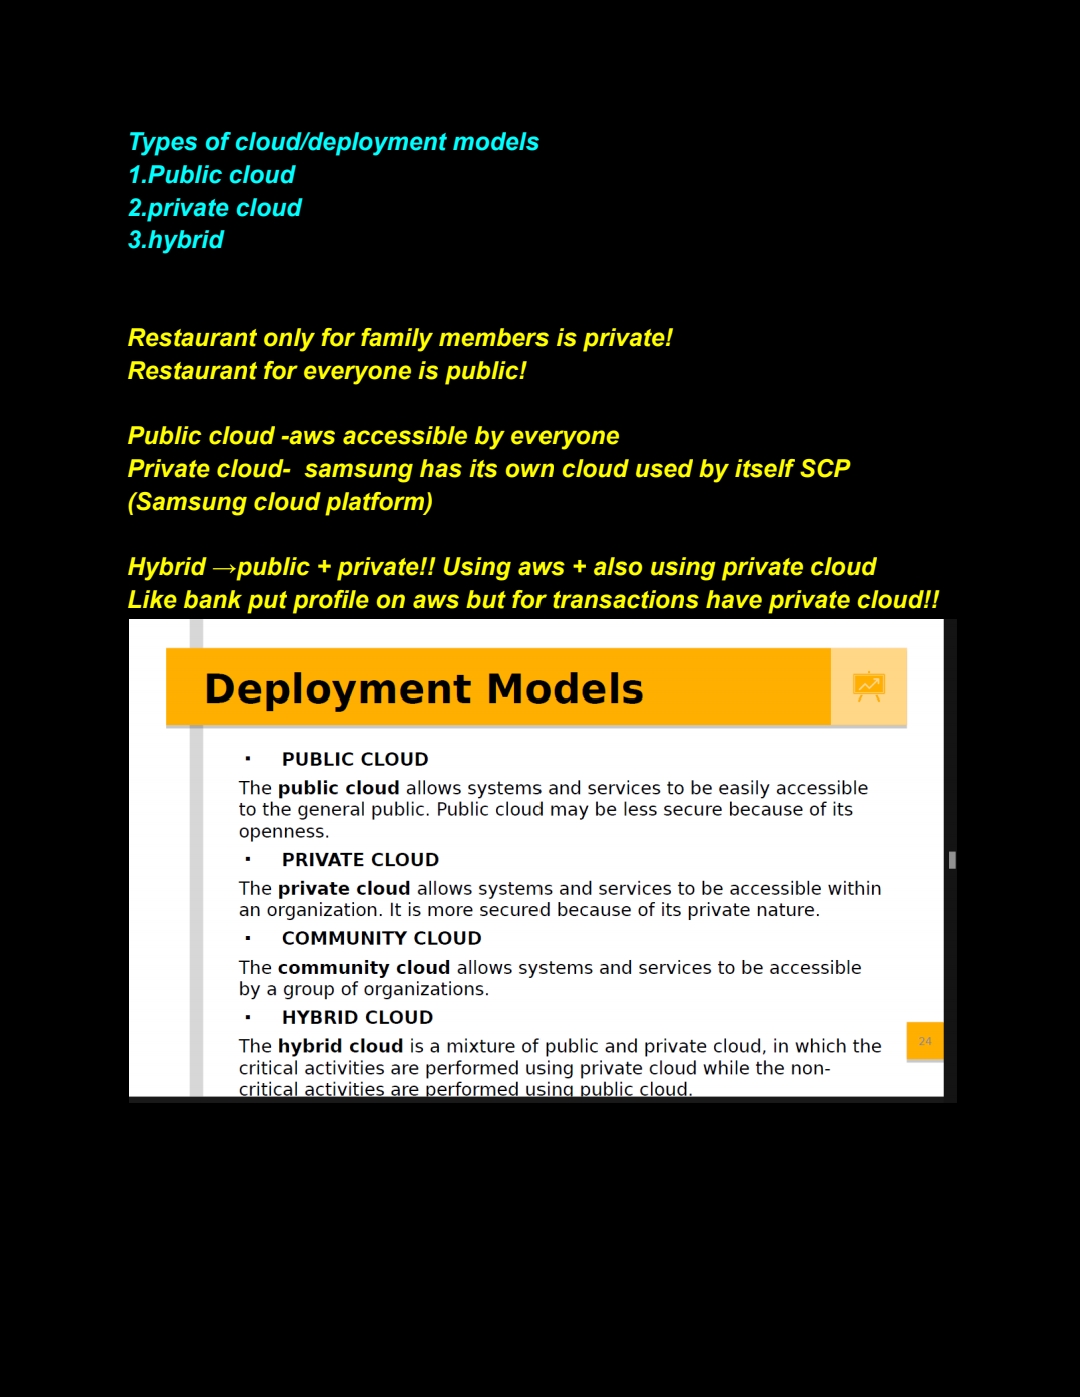 Types of cloud/deployment models
1.Public cloud
2.private cloud
3.hybrid
Restaurant only for family members is private!
Restaurant for everyone is public!
Public cloud -aws accessible by everyone
Private cloud-  samsung has its own cloud used by itself SCP
(Samsung cloud platform)
Hybrid →public + private!! Using aws + also using private cloud
Like bank put profile on aws but for transactions have private cloud!!
Deployment Models
▪ PUBLIC CLOUD
The public cloud allows systems and services to be easily accessible
to the general public. Public cloud may be less secure because of its
openness.
▪ PRIVATE CLOUD
The private cloud allows systems and services to be accessible within
an organization. It is more secured because of its private nature.
▪ COMMUNITY CLOUD
The community cloud allows systems and services to be accessible
by a group of organizations.
▪ HYBRID CLOUD
The hybrid cloud is a mixture of public and private cloud, in which the
critical activities are performed using private cloud while the non-
critical activities are performed using public cloud.
24